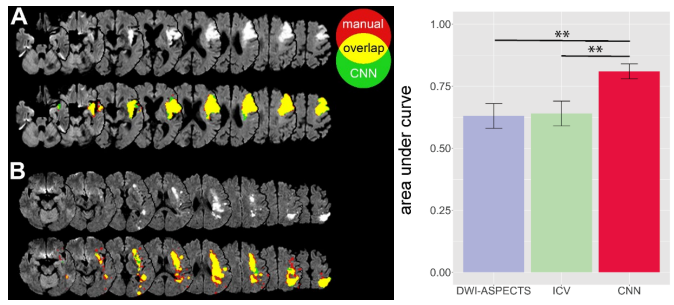 A
manual
overlap
CNN
B
area under curve
1.00
0.75
0.50
0.25
0.00
**
**
DWI-ASPECTS
ICV
CNN